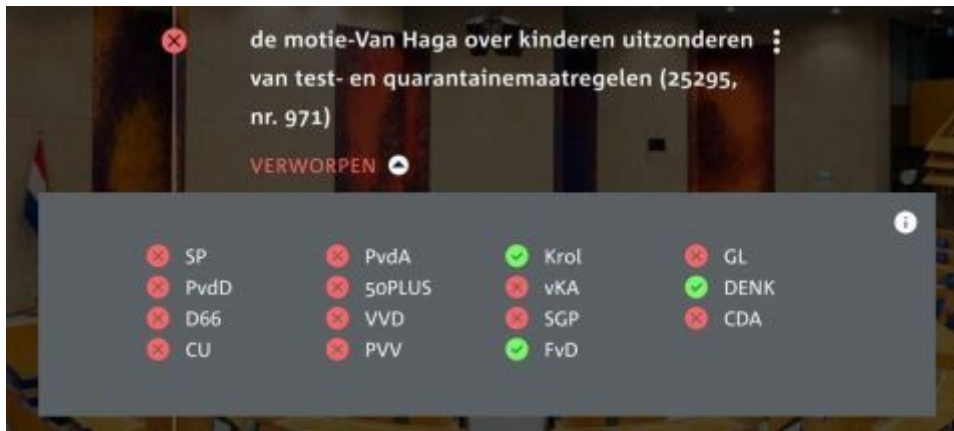 de motie-Van Haga over kinderen uitzonderen
van test- en quarantainemaatregelen (25295,
nr. 971)
VERWORPEN
SP
PvdD
D66
CU
PvdA
50PLUS
VVD
PVV
Krol
vKA
SGP
FvD
GL
DENK
CDA